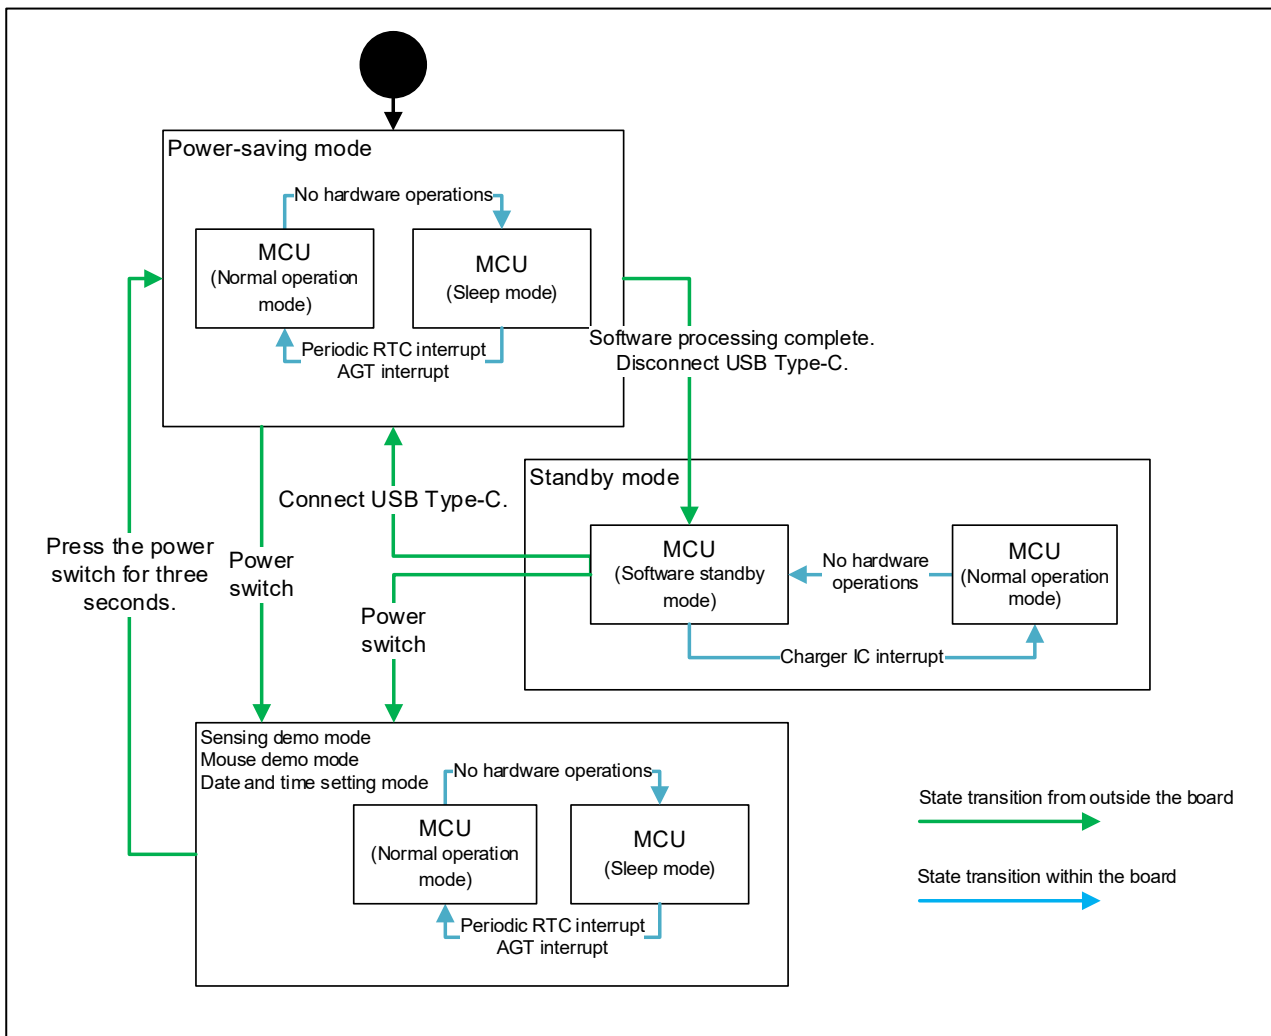 Power-saving mode
No hardware operations
MCU
(Normal operation
mode)
MCU
(Sleep mode)
Periodic RTC interrupt
AGT interrupt
Software processing complete.
Disconnect USB Type-C.
Connect USB Type-C.
Press the power
switch for three
seconds.
Power
switch
Power
switch
Standby mode
MCU
(Software standby
mode)
No hardware
operations
MCU
(Normal operation
mode)
Charger IC interrupt
Sensing demo mode
Mouse demo mode
Date and time setting mode
No hardware operations
MCU
(Normal operation
mode)
MCU
(Sleep mode)
Periodic RTC interrupt
AGT interrupt
State transition from outside the board
State transition within the board